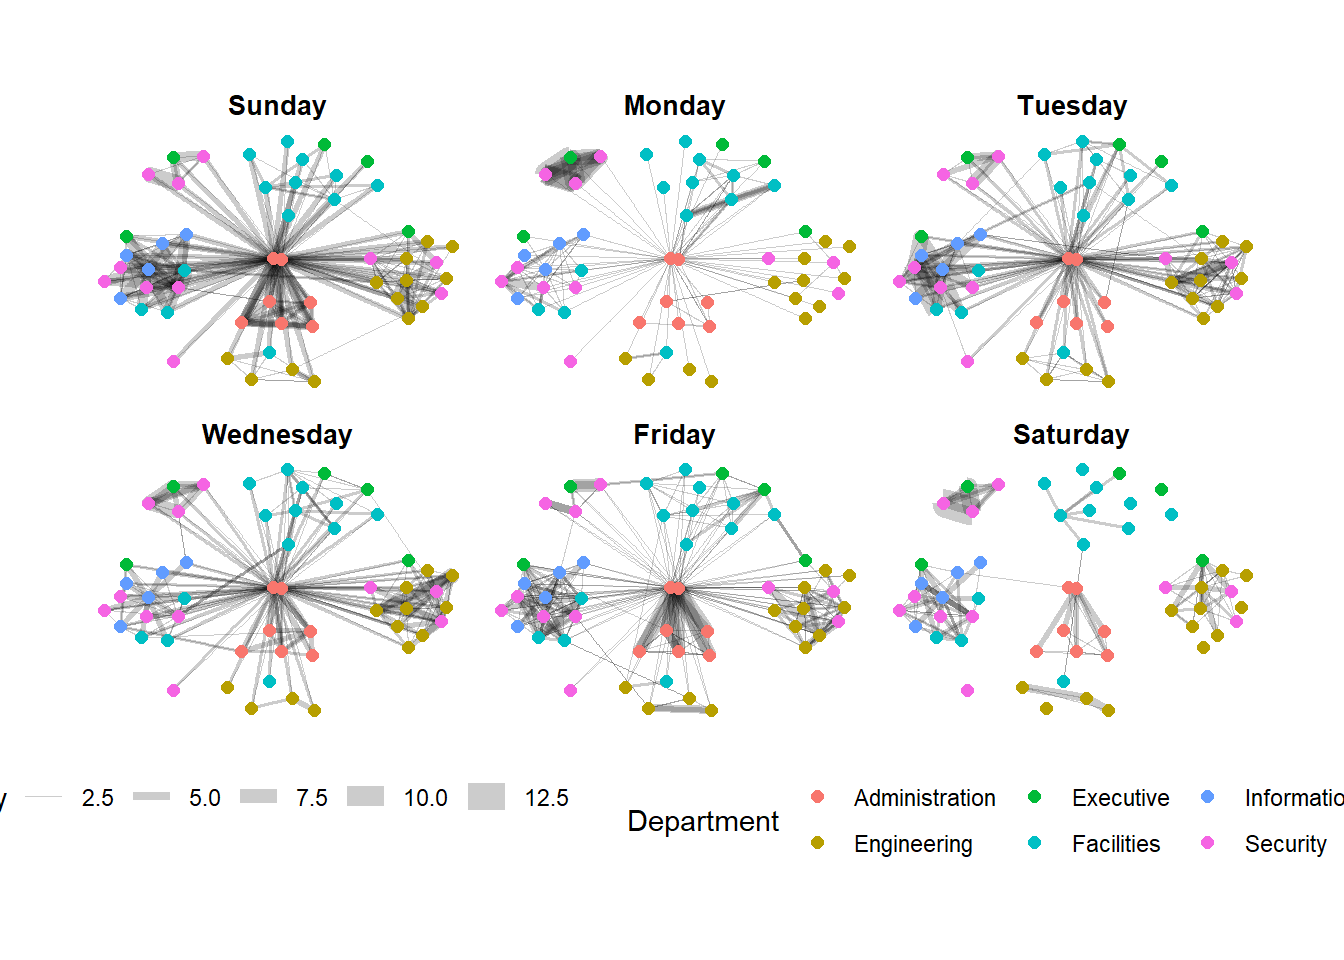 Sunday Monday Tuesday
Wednesday Friday Saturday
y 2.5 5.0 7.5 10.0 12.5
Department
Administration Executive Informatio
Engineering Facilities Security